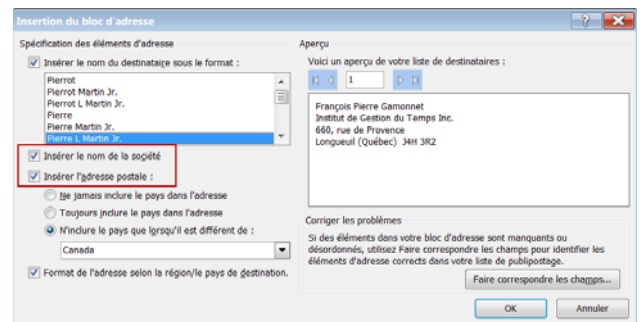 Insertion du bloc d'adresse
Spécification des éléments d'adresse
Insérer le nom du destinataire sous le format :
Pierrot
Pierrot Martin Jr.
Pierrot L Martin Jr.
Pierre
Pierre Martin Jr.
Pierre L Martin Jr.
Insérer le nom de la société
Insérer l'adresse postale :
Ne jamais inclure le pays dans l'adresse
Toujours inclure le pays dans l'adresse
N'inclure le pays que lorsqu'il est différent de :
Canada
Format de l'adresse selon la région/le pays de destination.
Aperçu
Voici un aperçu de votre liste de destinataires :
1
François Pierre Gamonnet
Institut de Gestion du Temps Inc.
660, rue de Provence
Longueuil (Québec) J4H 3R2
Corriger les problèmes
Si des éléments dans votre bloc d'adresse sont manquants ou
désordonnés, utilisez Faire correspondre les champs pour identifier les
éléments d'adresse corrects dans votre liste de publipostage.
Faire correspondre les champs...
OK
Annuler